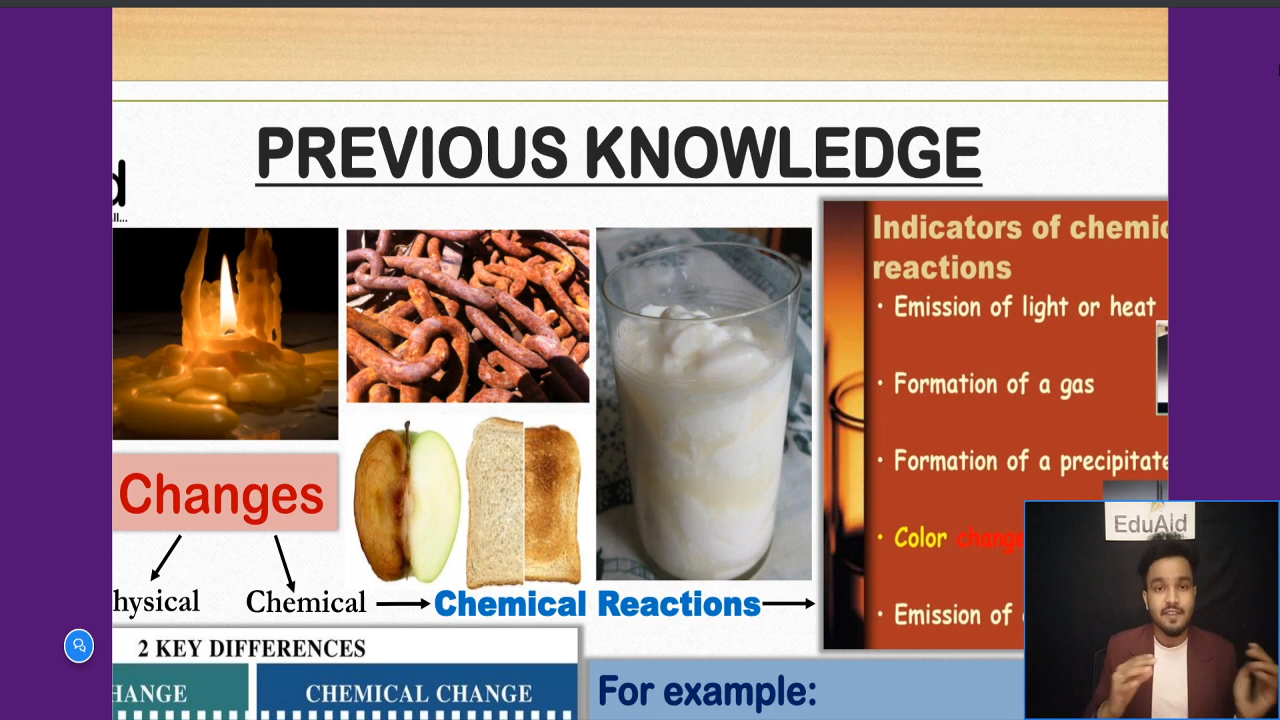 PREVIOUS KNOWLEDGE
d
ll...
Indicators of chemic
reactions
• Emission of light or heat
• Formation of a gas
• Formation of a precipitate
• Color change
• Emission of
Changes
hysical
Chemical
Chemical Reactions
2 KEY DIFFERENCES
HANGE
CHEMICAL CHANGE
For example:
EduAid